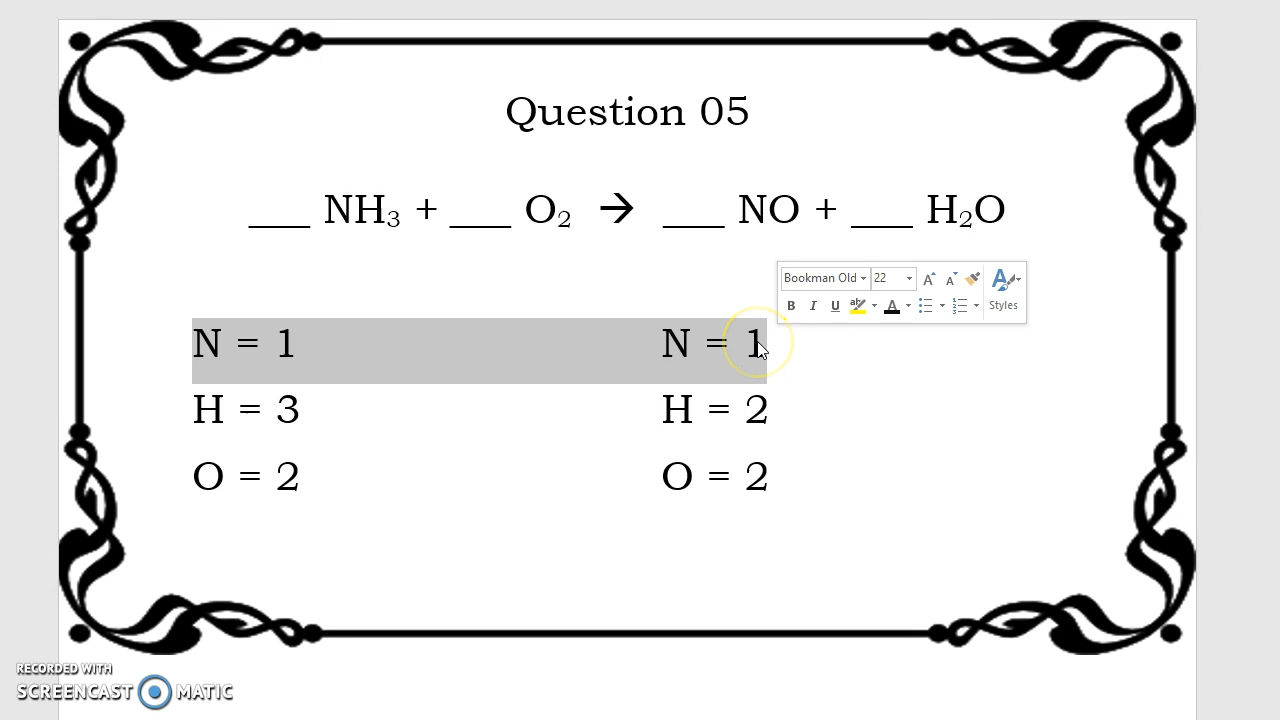 Question 05
___ NH₃ + ___ O₂ → ___ NO + ___ H₂O
Bookman Old 22
B I U ab A Styles
N = 1 N = 1
H = 3 H = 2
O = 2 O = 2
RECORDED WITH
SCREENCAST MATIC